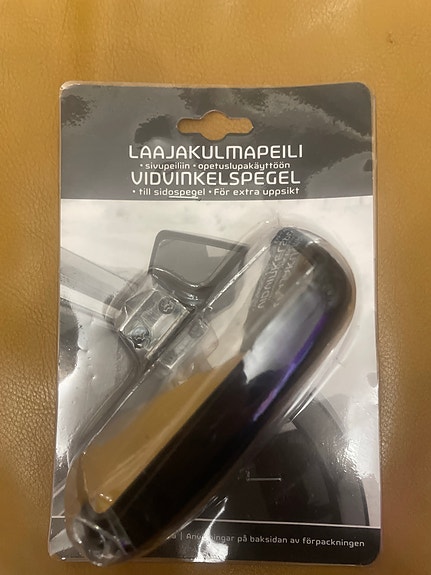 LAAJAKULMAPEILI
• sivupeiliin • opetuslupakäyttöön
VIDVINKELSPEGEL
• till sidospegel • För extra uppsikt
| Anvisningar på baksidan av förpackningen